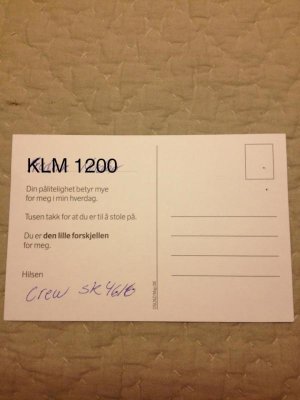 KLM 1200
Din pålitelighet betyr mye
for meg i min hverdag.
Tusen takk for at du er til å stole på.
Du er den lille forskjellen
for meg.
Hilsen
Crew SK4616